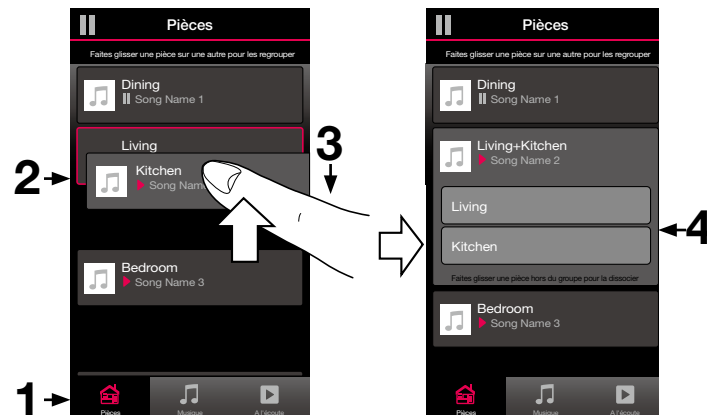 Pièces
Faites glisser une pièce sur une autre pour les regrouper
Dining
Song Name 1
Living
Kitchen
Song Nam
Bedroom
Song Name 3
Pièces
Musique
A l'écoute
1
2
3
Pièces
Faites glisser une pièce sur une autre pour les regrouper
Dining
Song Name 1
Living+Kitchen
Song Name 2
Living
Kitchen
Faites glisser une pièce hors du groupe pour la dissocier
Bedroom
Song Name 3
Pièces
Musique
A l'écoute
4